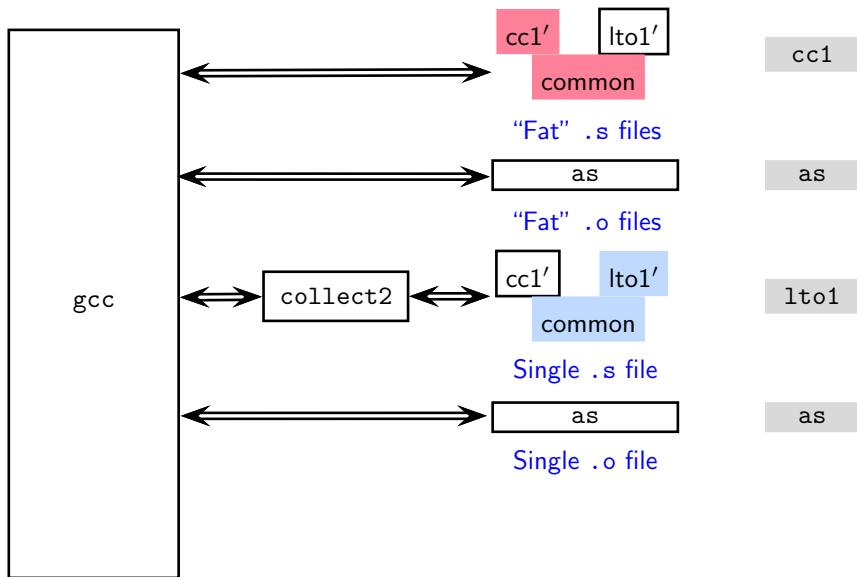 cc1′ lto1′
common
cc1
“Fat” .s files
as
as
“Fat” .o files
gcc
collect2
cc1′ lto1′
common
lto1
Single .s file
as
as
Single .o file